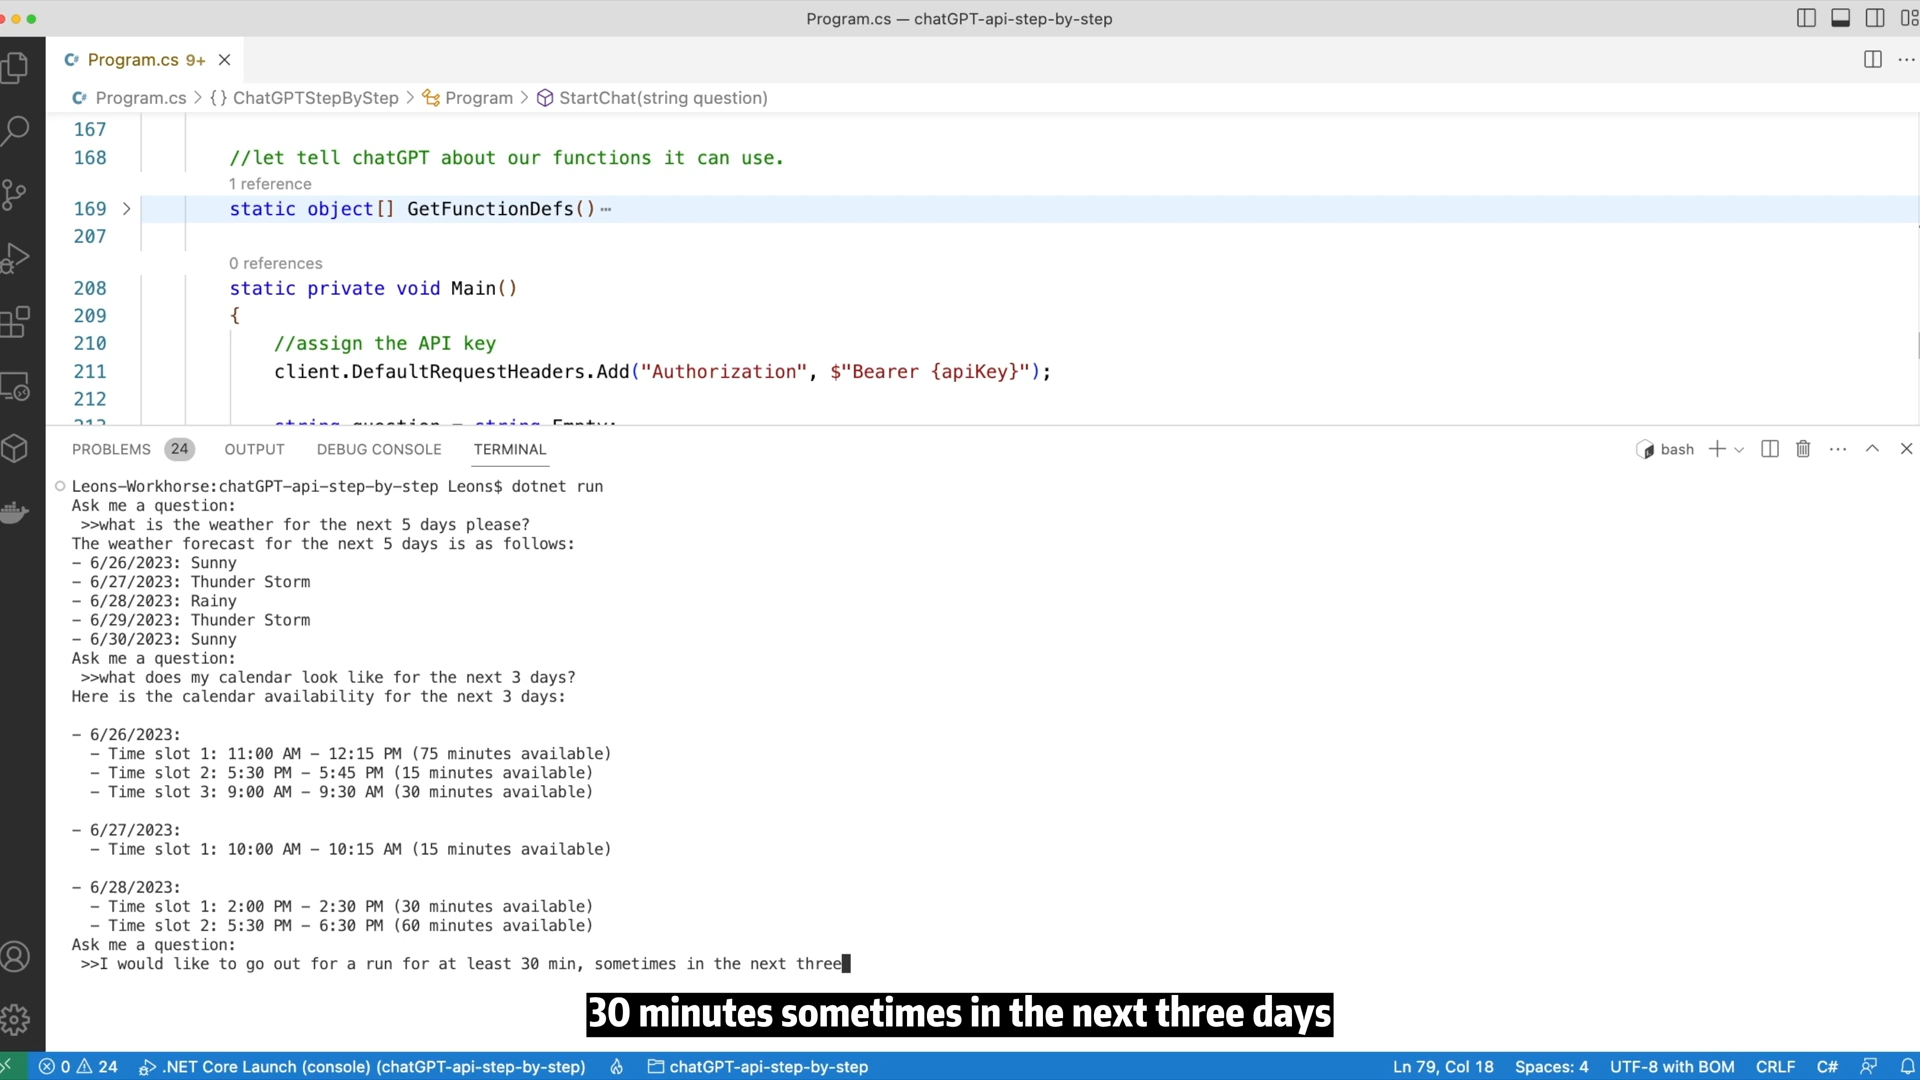 Program.cs — chatGPT-api-step-by-step
Program.cs 9+
Program.cs > {} ChatGPTStepByStep > Program > StartChat(string question)
167
168 //let tell chatGPT about our functions it can use.
1 reference
169 static object[] GetFunctionDefs()⋯
207
0 references
208 static private void Main()
209 {
210 //assign the API key
211 client.DefaultRequestHeaders.Add("Authorization", $"Bearer {apiKey}");
212
213 string question = string.Empty;
PROBLEMS 24 OUTPUT DEBUG CONSOLE TERMINAL bash
Leons-Workhorse:chatGPT-api-step-by-step Leons$ dotnet run
Ask me a question:
>>what is the weather for the next 5 days please?
The weather forecast for the next 5 days is as follows:
- 6/26/2023: Sunny
- 6/27/2023: Thunder Storm
- 6/28/2023: Rainy
- 6/29/2023: Thunder Storm
- 6/30/2023: Sunny
Ask me a question:
>>what does my calendar look like for the next 3 days?
Here is the calendar availability for the next 3 days:
- 6/26/2023:
- Time slot 1: 11:00 AM - 12:15 PM (75 minutes available)
- Time slot 2: 5:30 PM - 5:45 PM (15 minutes available)
- Time slot 3: 9:00 AM - 9:30 AM (30 minutes available)
- 6/27/2023:
- Time slot 1: 10:00 AM - 10:15 AM (15 minutes available)
- 6/28/2023:
- Time slot 1: 2:00 PM - 2:30 PM (30 minutes available)
- Time slot 2: 5:30 PM - 6:30 PM (60 minutes available)
Ask me a question:
>>I would like to go out for a run for at least 30 min, sometimes in the next three
30 minutes sometimes in the next three days
0 24 .NET Core Launch (console) (chatGPT-api-step-by-step) chatGPT-api-step-by-step Ln 79, Col 18 Spaces: 4 UTF-8 with BOM CRLF C#